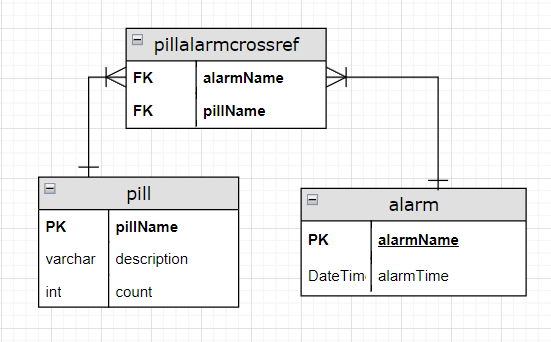 pillalarmcrossref
FK alarmName
FK pillName
pill
PK pillName
varchar description
int count
alarm
PK alarmName
DateTim alarmTime